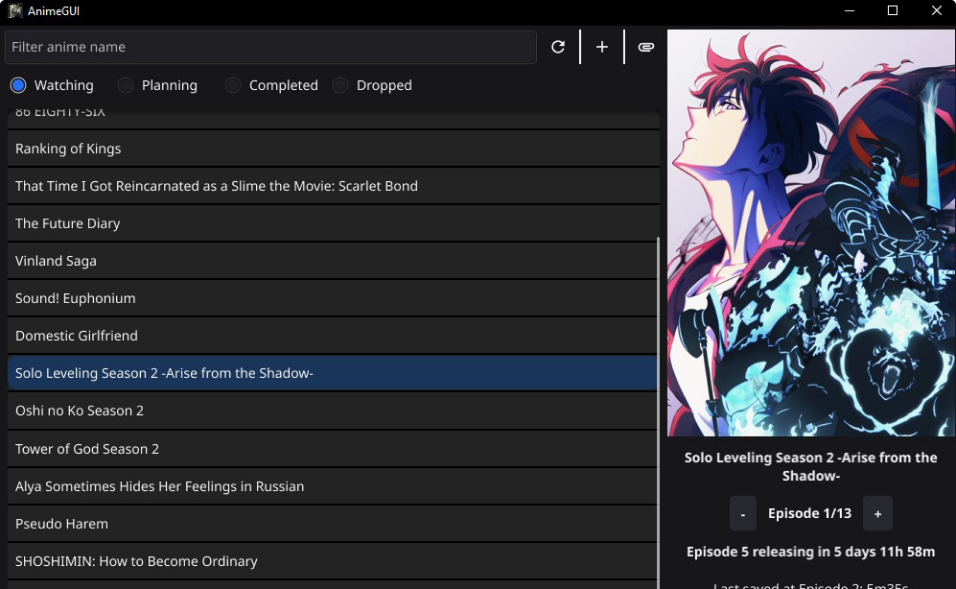 AnimeGUI
Filter anime name
Watching Planning Completed Dropped
86 EIGHTY-SIX
Ranking of Kings
That Time I Got Reincarnated as a Slime the Movie: Scarlet Bond
The Future Diary
Vinland Saga
Sound! Euphonium
Domestic Girlfriend
Solo Leveling Season 2 -Arise from the Shadow-
Oshi no Ko Season 2
Tower of God Season 2
Alya Sometimes Hides Her Feelings in Russian
Pseudo Harem
SHOSHIMIN: How to Become Ordinary
Solo Leveling Season 2 -Arise from the
Shadow-
- Episode 1/13 +
Episode 5 releasing in 5 days 11h 58m
Last saved at Episode 2: 5m35s